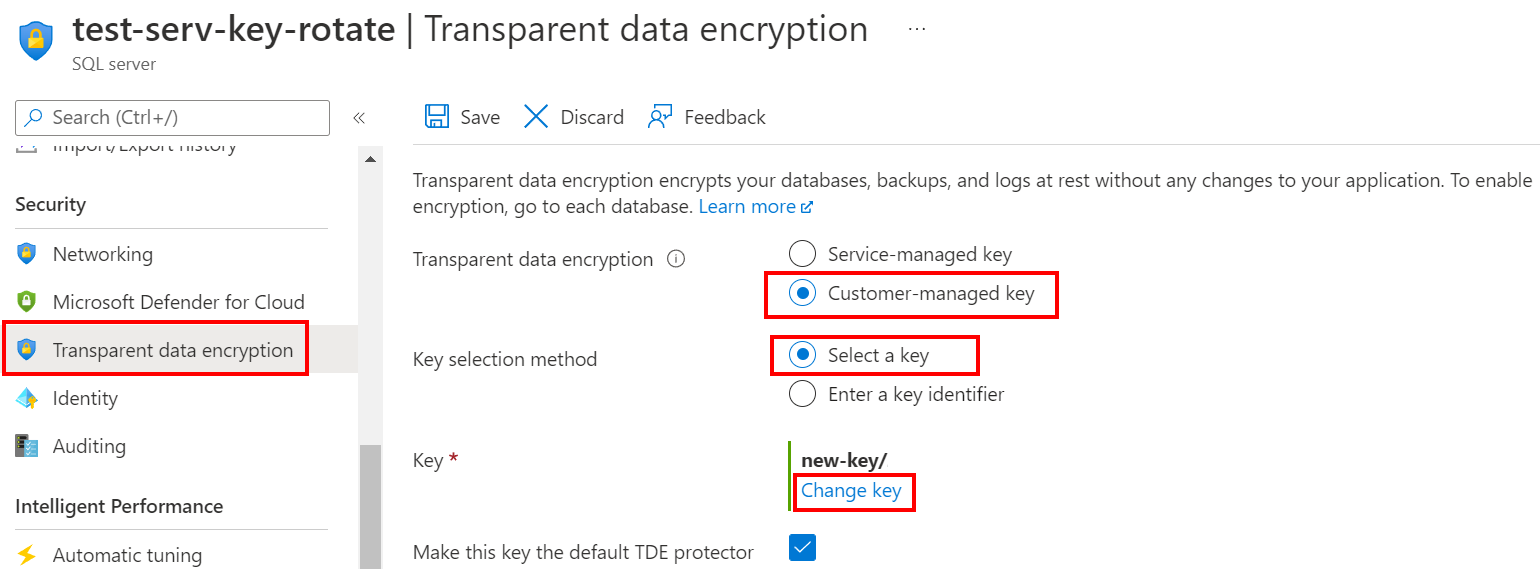 test-serv-key-rotate | Transparent data encryption ...
SQL server
Search (Ctrl+/)
«
Import/Export history
Security
Networking
Microsoft Defender for Cloud
Transparent data encryption
Identity
Auditing
Intelligent Performance
Automatic tuning
Save Discard Feedback
Transparent data encryption encrypts your databases, backups, and logs at rest without any changes to your application. To enable
encryption, go to each database. Learn more
Transparent data encryption
Service-managed key
Customer-managed key
Key selection method
Select a key
Enter a key identifier
Key *
new-key/
Change key
Make this key the default TDE protector